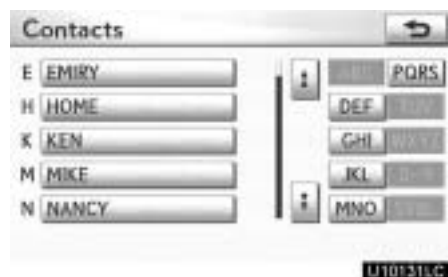 Contacts
E EMIRY
H HOME
K KEN
M MIKE
N NANCY
PQRS
DEF
GHI
JKL
MNO